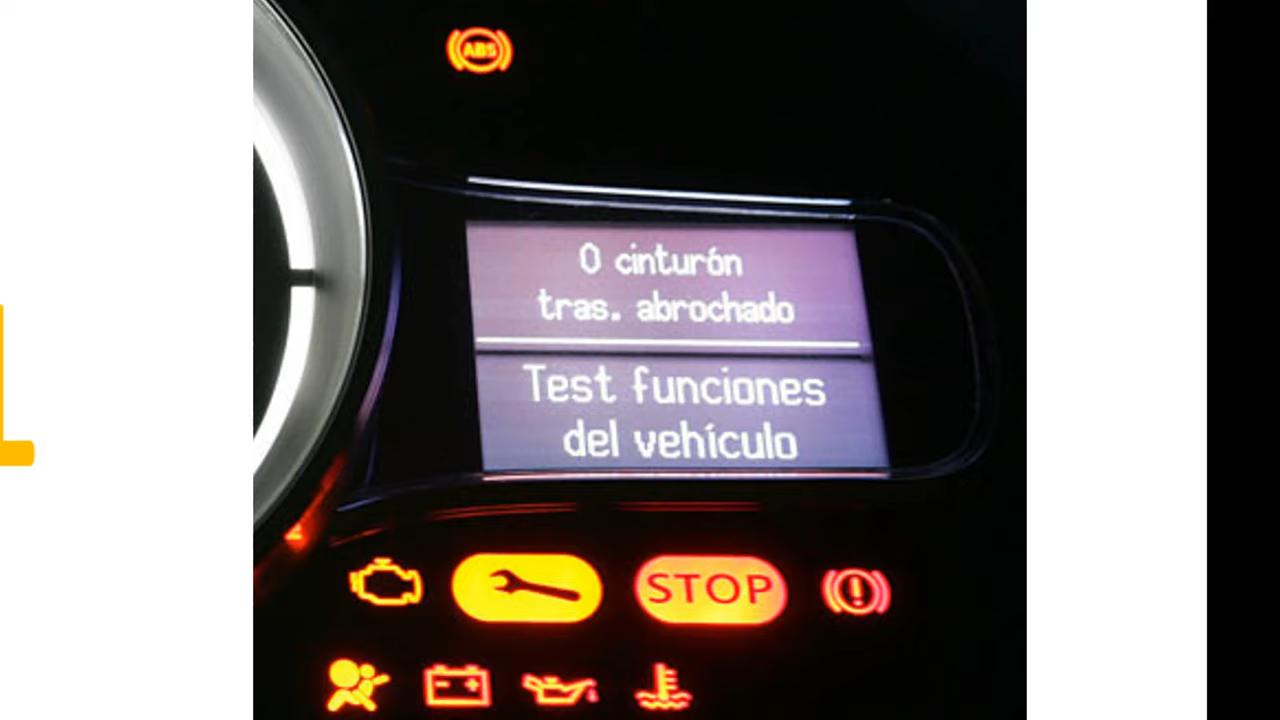 ABS
0 cinturón
tras. abrochado
Test funciones
del vehículo
STOP